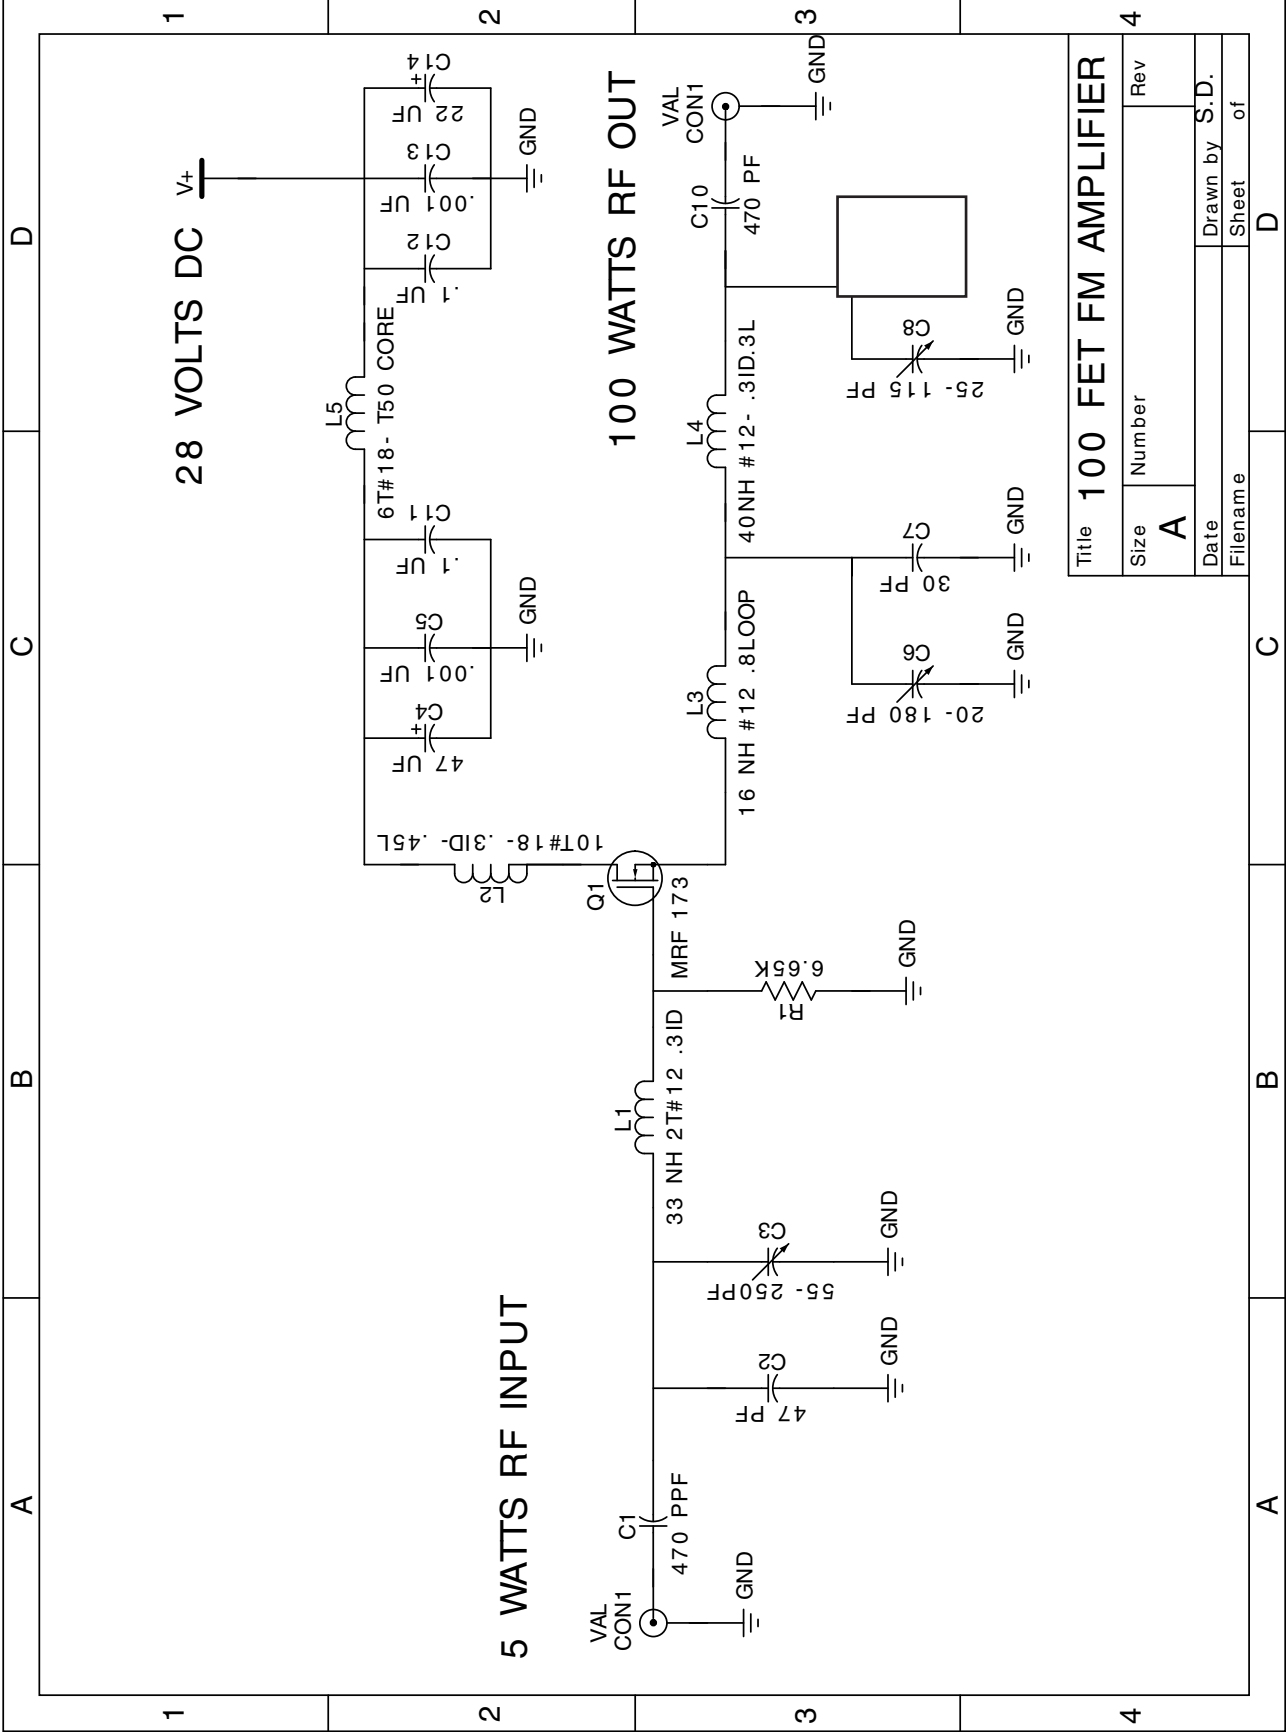 A
B
C
D
1
2
3
4
28 VOLTS DC
V+
L5
6T#18- T50 CORE
C4
+
47 UF
C5
.001 UF
C11
.1 UF
GND
C12
.1 UF
C13
.001 UF
C14
+
22 UF
GND
L2
10T#18- .3ID- .45L
5 WATTS RF INPUT
100 WATTS RF OUT
VAL
CON1
GND
C1
470 PPF
C2
47 PF
GND
C3
55-250PF
GND
L1
33 NH 2T#12 .3ID
R1
6.65K
GND
Q1
MRF 173
L3
16 NH #12 .8LOOP
C6
20-180 PF
GND
C7
30 PF
GND
L4
40NH #12- .3ID.3L
C8
25-115 PF
GND
C10
470 PF
VAL
CON1
GND
Title 100 FET FM AMPLIFIER
Size A
Number
Rev
Date
Drawn by S.D.
Filename
Sheet of
1
2
3
4
A
B
C
D